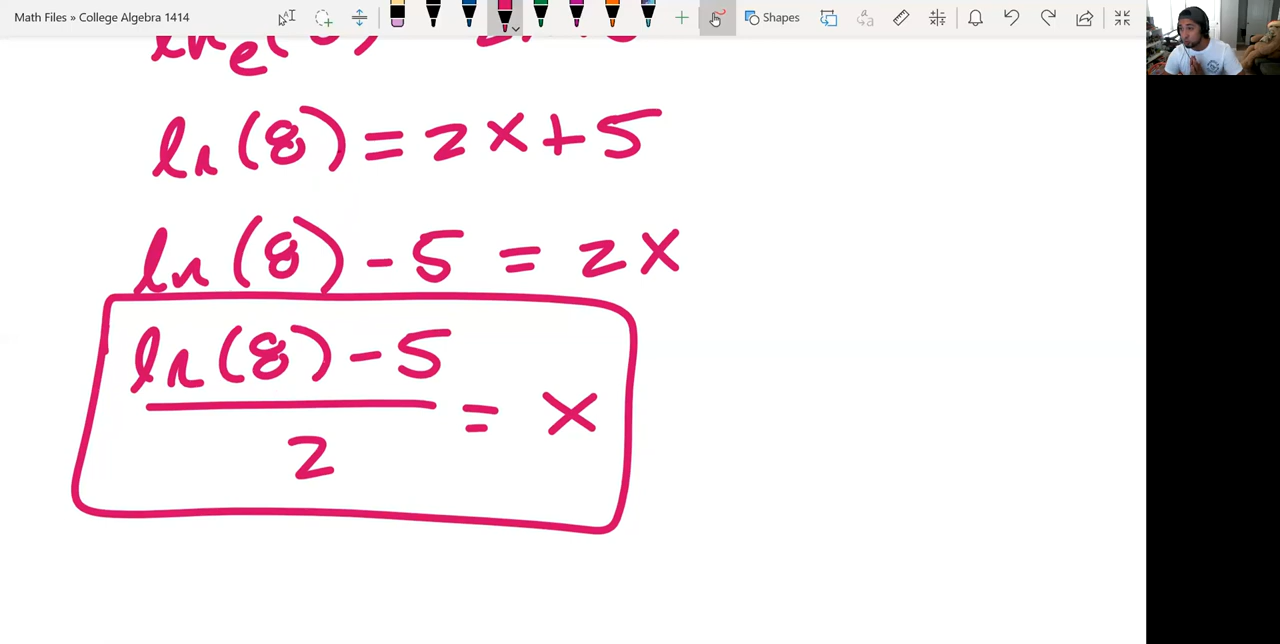 Math Files » College Algebra 1414
Shapes
ln(8) = 2x+5
ln(8) - 5 = 2x
ln(8) - 5
= x
2